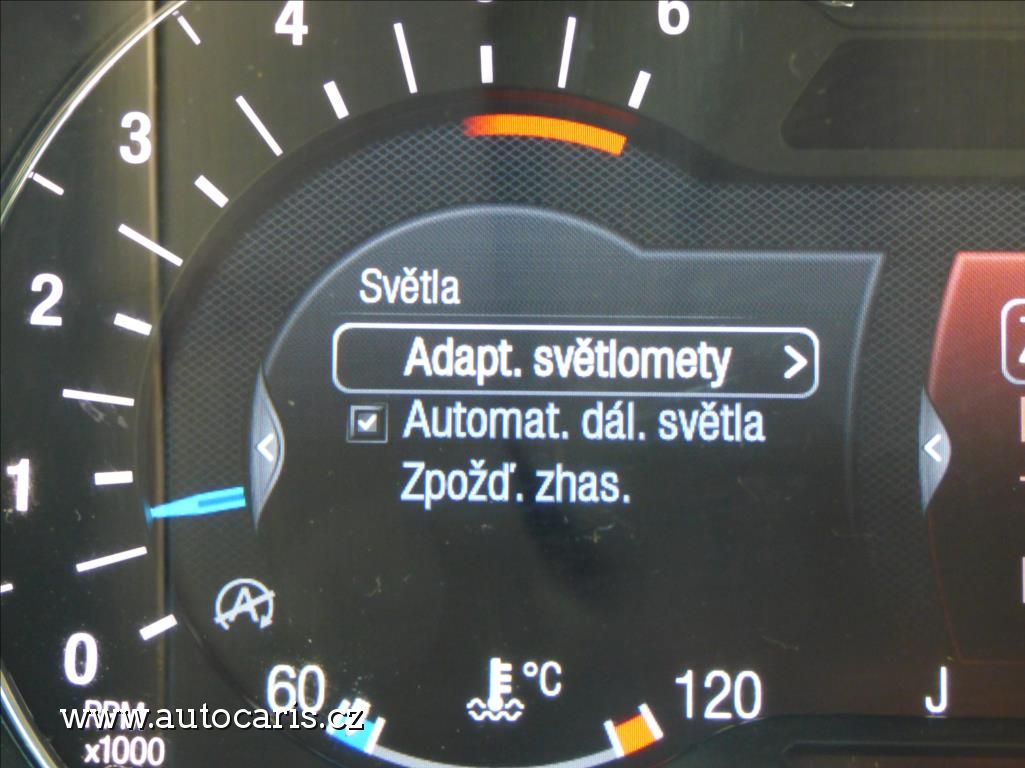 4
6
3
2
1
0
Světla
Adapt. světlomety
Automat. dál. světla
Zpožď. zhas.
A
60
°C
120
J
RPM
www.autocaris.cz
x1000